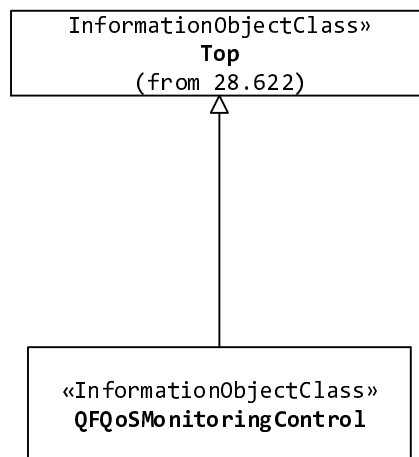 InformationObjectClass»
Top
(from 28.622)
«InformationObjectClass»
QFQoSMonitoringControl